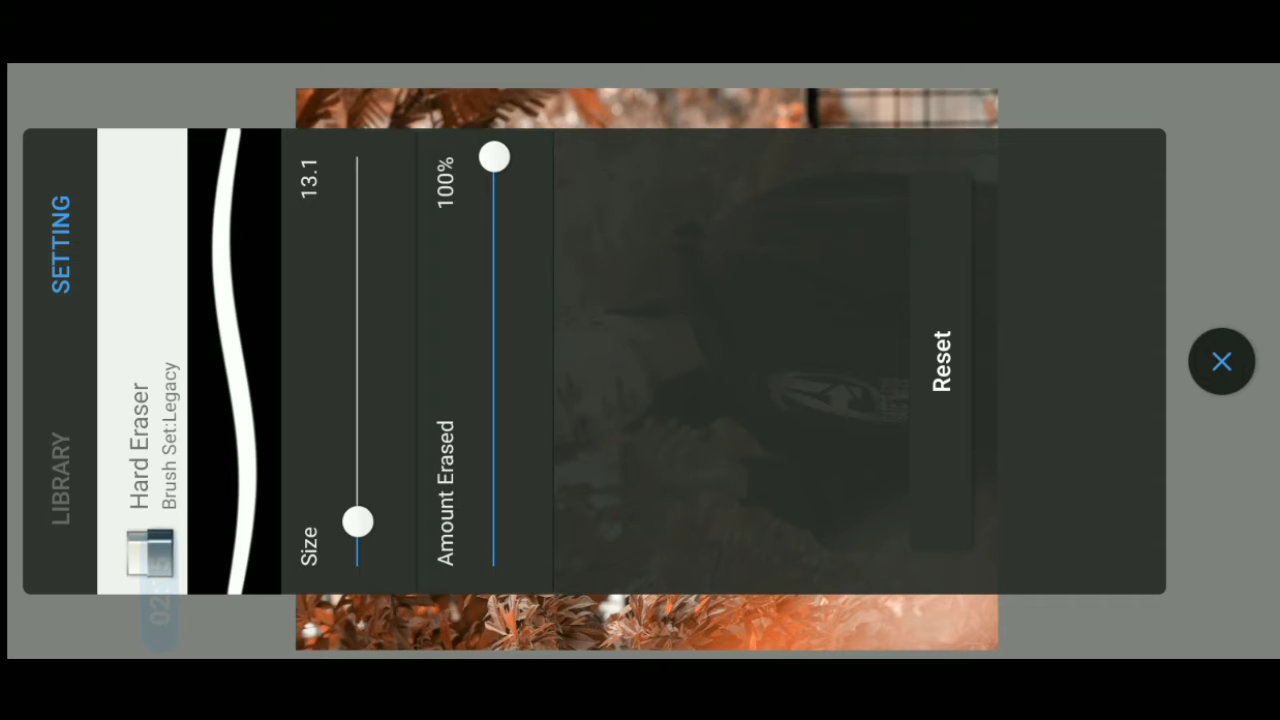 LIBRARY
SETTING
Hard Eraser
Brush Set:Legacy
Size
13.1
Amount Erased
100%
Reset